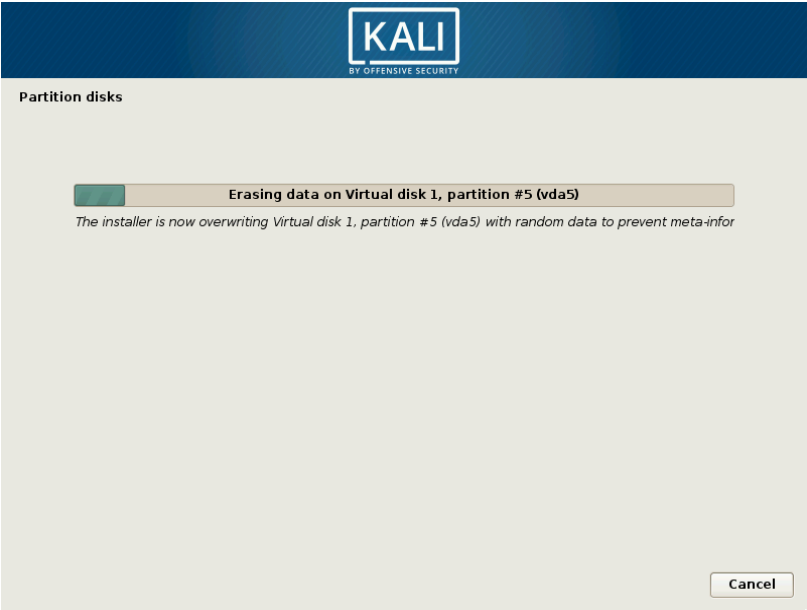 KALI
BY OFFENSIVE SECURITY
Partition disks
Erasing data on Virtual disk 1, partition #5 (vda5)
The installer is now overwriting Virtual disk 1, partition #5 (vda5) with random data to prevent meta-infor
Cancel